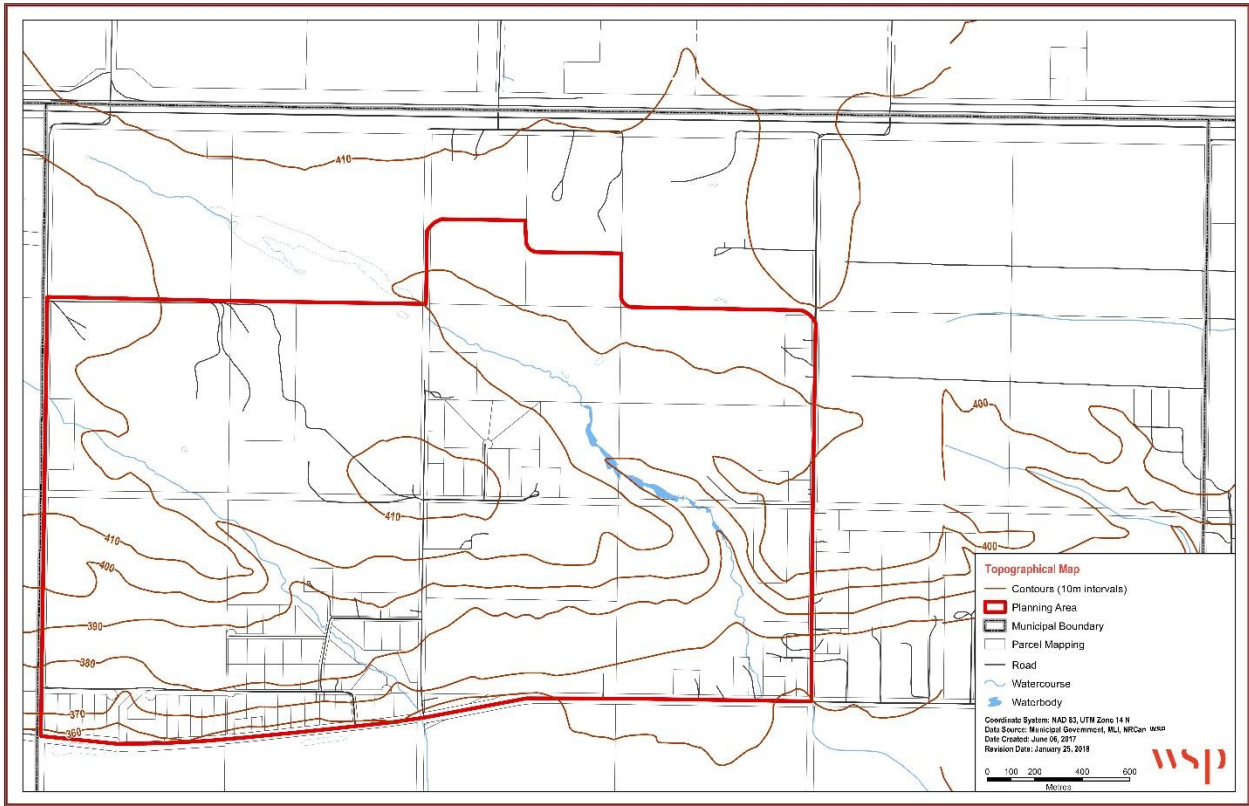 410
400
410
410
400
400
390
380
370
360
Topographical Map
Contours (10m intervals)
Planning Area
Municipal Boundary
Parcel Mapping
Road
Watercourse
Waterbody
Coordinate System: NAD 83, UTM Zone 14 N
Data Source: Municipal Government, MLI, NRCan, WSP
Date Created: June 06, 2017
Revision Date: January 25, 2018
wsp
0 100 200 400 600
Metres